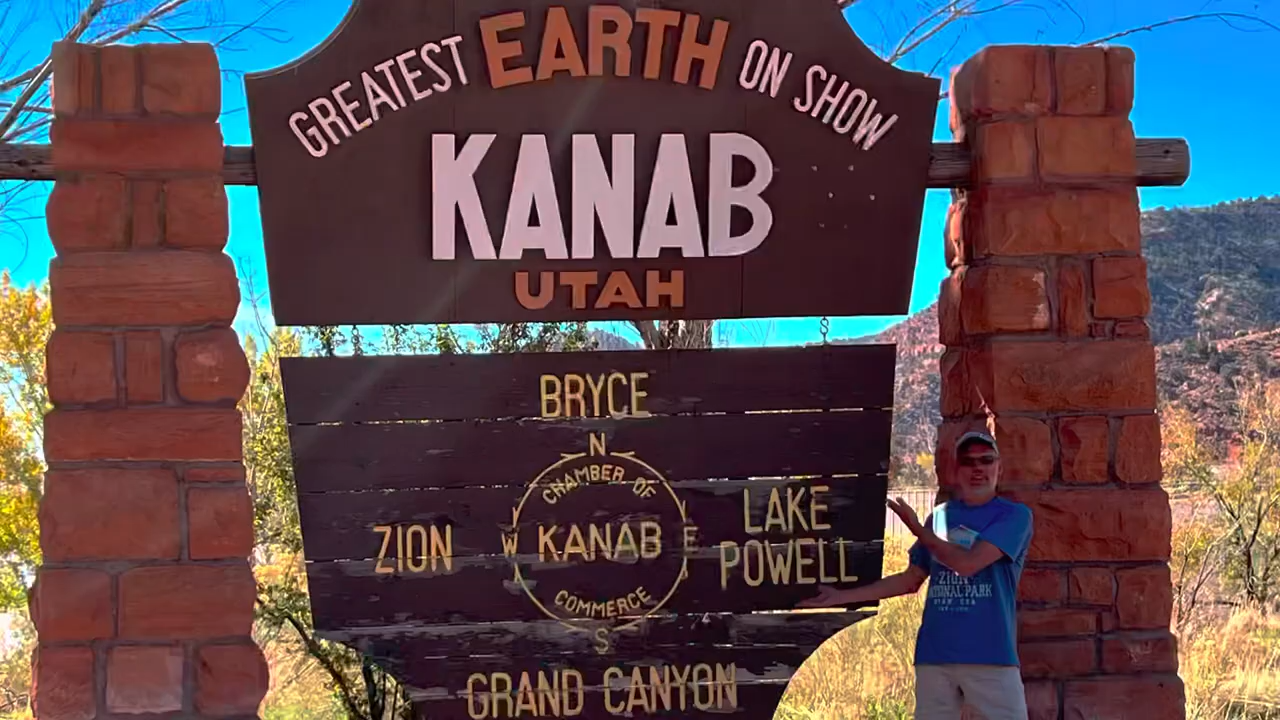 GREATEST EARTH ON SHOW
KANAB
UTAH
BRYCE
N
CHAMBER OF
ZION W KANAB E LAKE POWELL
COMMERCE
S
GRAND CANYON
ZION
NATIONAL PARK